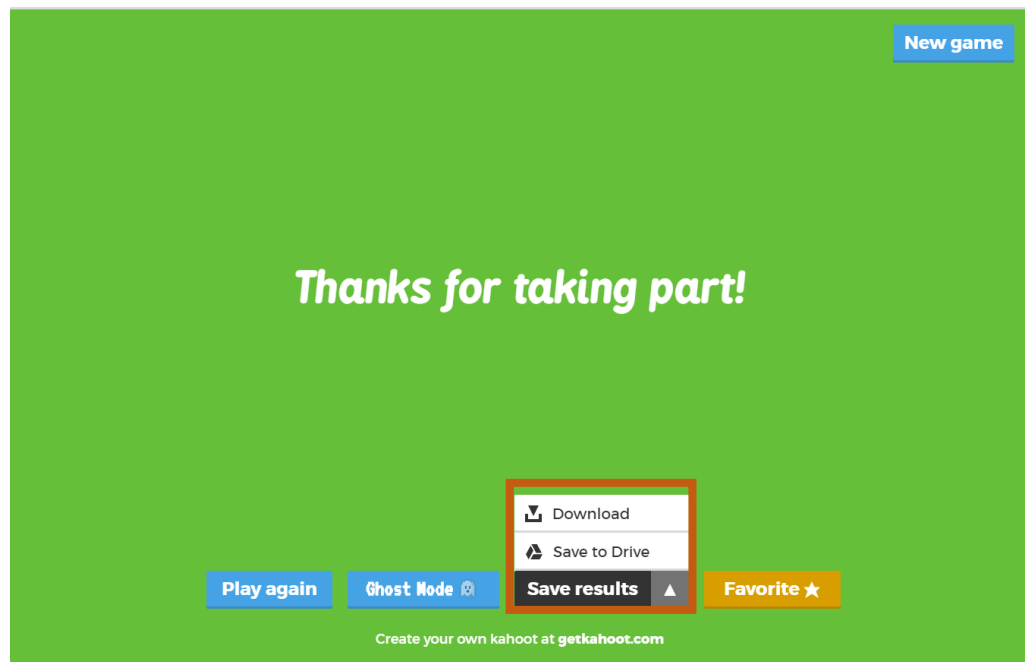 New game
Thanks for taking part!
Download
Save to Drive
Play again
Ghost Mode
Save results
Favorite
Create your own kahoot at getkahoot.com